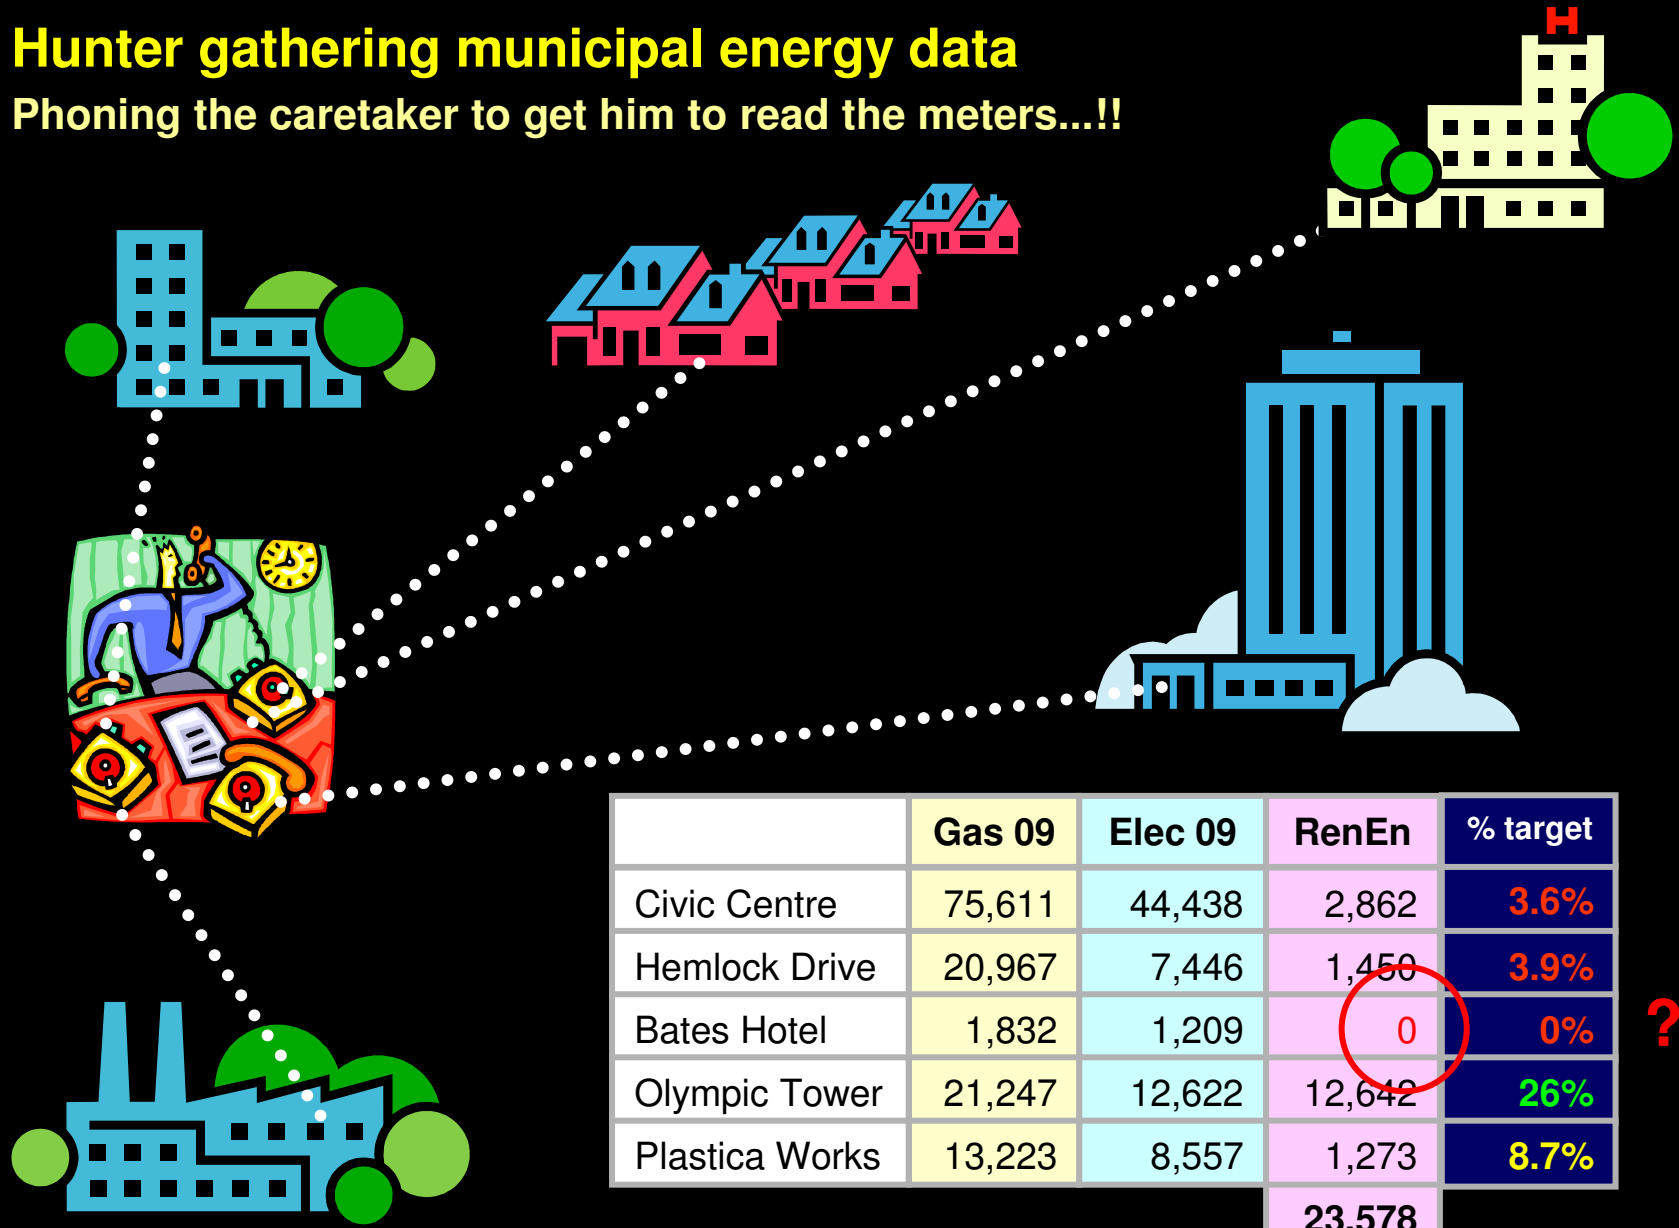 Hunter gathering municipal energy data
Phoning the caretaker to get him to read the meters...!!
H
Gas 09 Elec 09 RenEn % target
Civic Centre 75,611 44,438 2,862 3.6%
Hemlock Drive 20,967 7,446 1,450 3.9%
Bates Hotel 1,832 1,209 0 0% ?
Olympic Tower 21,247 12,622 12,642 26%
Plastica Works 13,223 8,557 1,273 8.7%
23,578